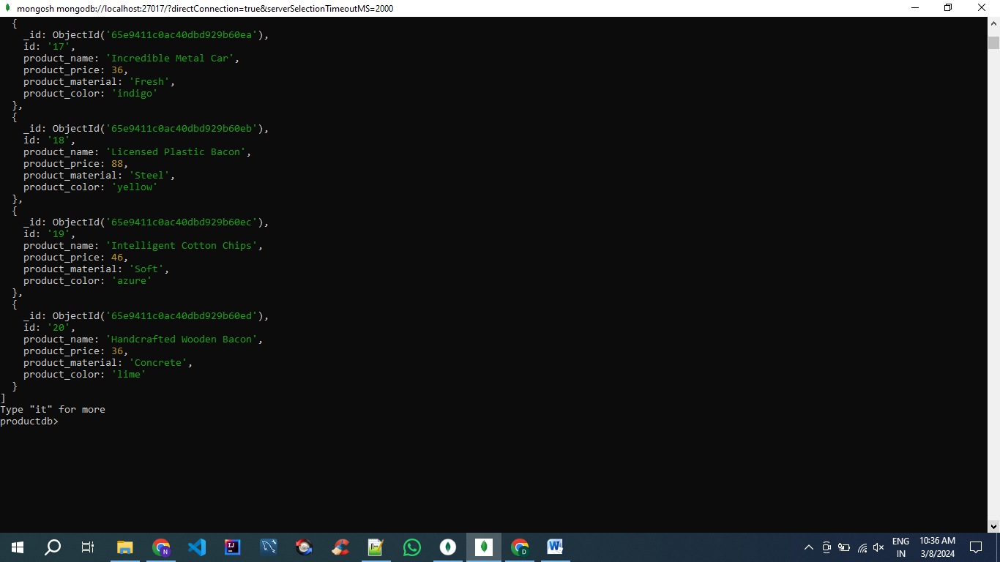 mongosh mongodb://localhost:27017/?directConnection=true&serverSelectionTimeoutMS=2000
{
_id: ObjectId('65e9411c0ac40dbd929b60ea'),
id: '17',
product_name: 'Incredible Metal Car',
product_price: 36,
product_material: 'Fresh',
product_color: 'indigo'
},
{
_id: ObjectId('65e9411c0ac40dbd929b60eb'),
id: '18',
product_name: 'Licensed Plastic Bacon',
product_price: 88,
product_material: 'Steel',
product_color: 'yellow'
},
{
_id: ObjectId('65e9411c0ac40dbd929b60ec'),
id: '19',
product_name: 'Intelligent Cotton Chips',
product_price: 46,
product_material: 'Soft',
product_color: 'azure'
},
{
_id: ObjectId('65e9411c0ac40dbd929b60ed'),
id: '20',
product_name: 'Handcrafted Wooden Bacon',
product_price: 36,
product_material: 'Concrete',
product_color: 'lime'
}
]
Type "it" for more
productdb>
ENG 10:36 AM
IN 3/8/2024